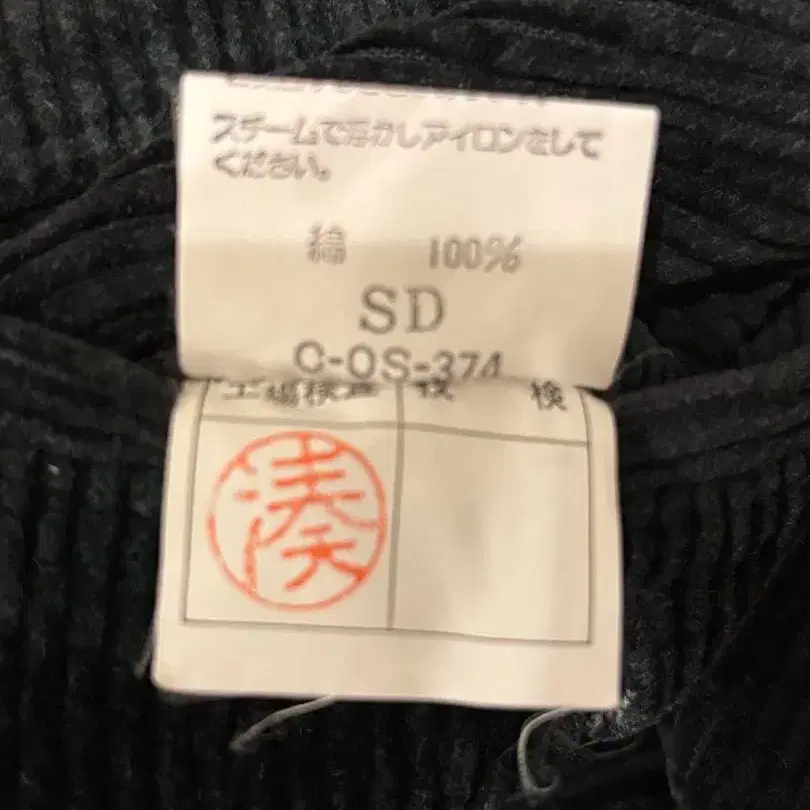 スチームで浮かしアイロンをして
ください。
綿 100%
SD
C-OS-374
工場検査 検
湊